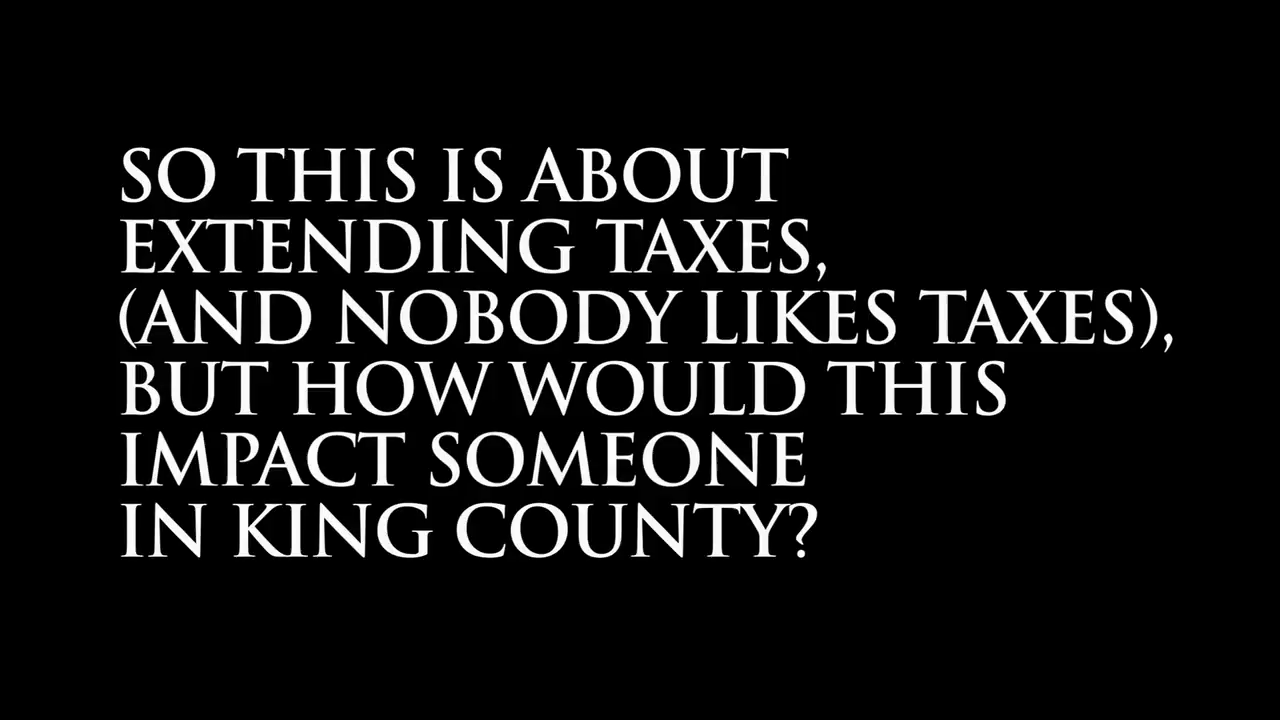 SO THIS IS ABOUT
EXTENDING TAXES,
(AND NOBODY LIKES TAXES),
BUT HOW WOULD THIS
IMPACT SOMEONE
IN KING COUNTY?